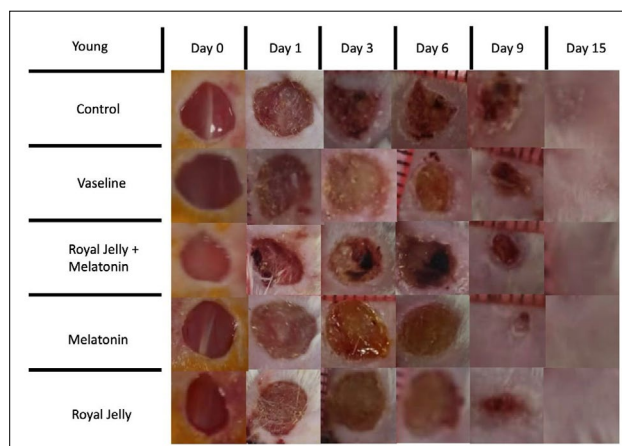 Young Day 0 Day 1 Day 3 Day 6 Day 9 Day 15
Control
Vaseline
Royal Jelly +
Melatonin
Melatonin
Royal Jelly